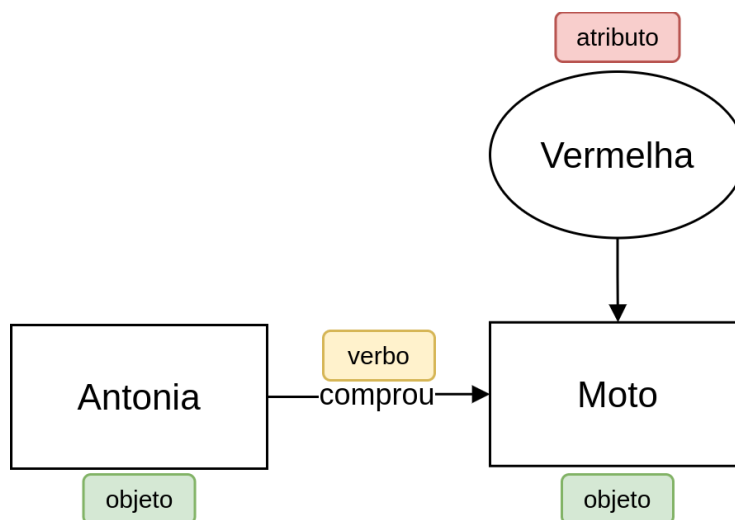 atributo
Vermelha
verbo
Antonia
comprou
Moto
objeto
objeto